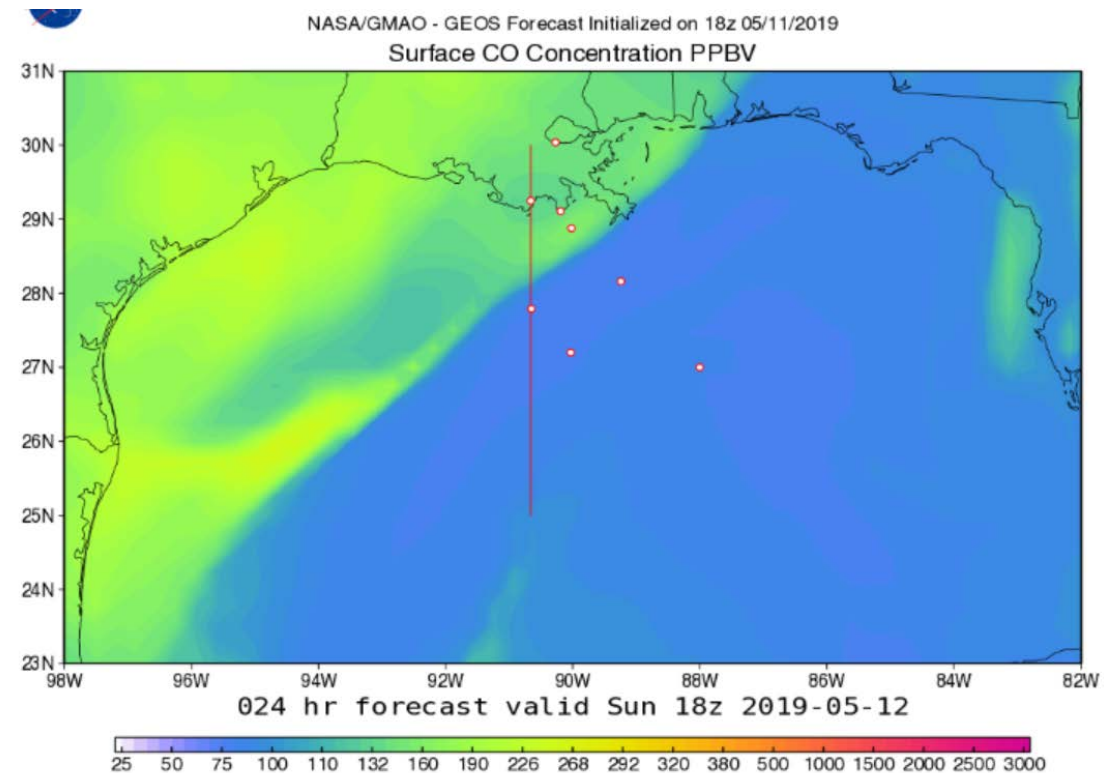 NASA/GMAO - GEOS Forecast Initialized on 18z 05/11/2019
Surface CO Concentration PPBV
31N
30N
29N
28N
27N
26N
25N
24N
23N
98W 96W 94W 92W 90W 88W 86W 84W 82W
024 hr forecast valid Sun 18z 2019-05-12
25 50 75 100 110 132 160 190 226 268 292 320 380 500 1000 1500 2000 2500 3000